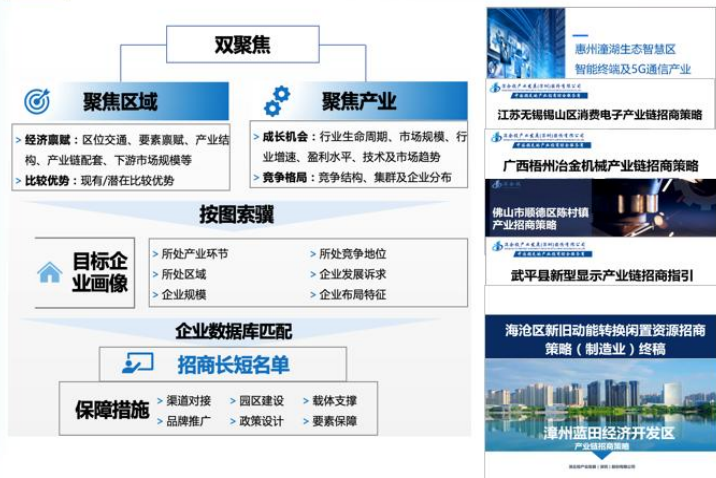 双聚焦
聚焦区域
聚焦产业
> 经济禀赋：区位交通、要素禀赋、产业结
构、产业链配套、下游市场规模等
> 比较优势：现有/潜在比较优势
> 成长机会：行业生命周期、市场规模、行
业增速、盈利水平、技术及市场趋势
> 竞争格局：竞争结构、集群及企业分布
按图索骥
目标企
业画像
> 所处产业环节
> 所处区域
> 企业规模
> 所处竞争地位
> 企业发展诉求
> 企业布局特征
企业数据库匹配
招商长短名单
保障措施
> 渠道对接
> 园区建设
> 载体支撑
> 品牌推广
> 政策设计
> 要素保障
惠州潼湖生态智慧区
智能终端及5G通信产业
江苏无锡锡山区消费电子产业链招商策略
广西梧州冶金机械产业链招商策略
佛山市顺德区陈村镇
产业招商策略
武平县新型显示产业链招商指引
海沧区新旧动能转换闲置资源招商
策略（制造业）终稿
漳州蓝田经济开发区
产业链招商策略